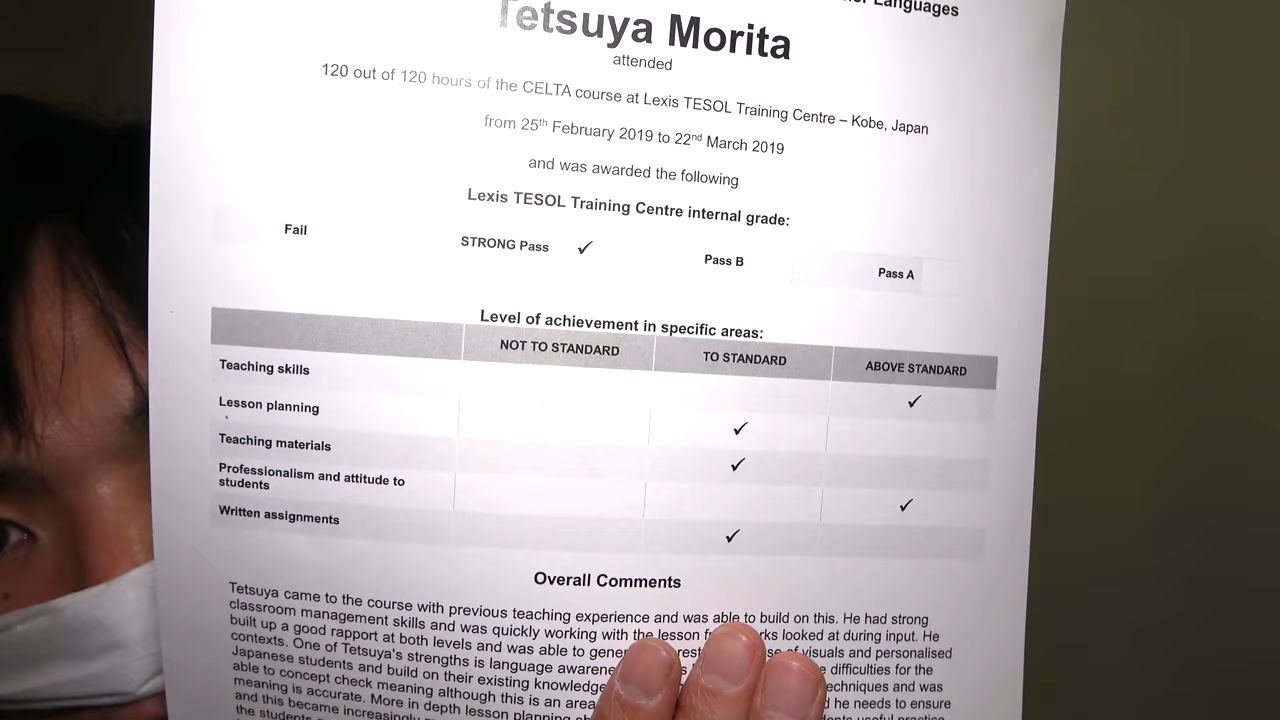 Languages
Tetsuya Morita
attended
120 out of 120 hours of the CELTA course at Lexis TESOL Training Centre – Kobe, Japan
from 25th February 2019 to 22nd March 2019
and was awarded the following
Lexis TESOL Training Centre internal grade:
Fail STRONG Pass ✓ Pass B Pass A
Level of achievement in specific areas:
NOT TO STANDARD TO STANDARD ABOVE STANDARD
Teaching skills ✓
Lesson planning ✓
Teaching materials ✓
Professionalism and attitude to
students ✓
Written assignments ✓
Overall Comments
Tetsuya came to the course with previous teaching experience and was able to build on this. He had strong
classroom management skills and was quickly working with the lesson looked at during input. He
built up a good rapport at both levels and was able to of visuals and personalised
contexts. One of Tetsuya's strengths is language difficulties for the
Japanese students and build on their existing knowledge and was
able to concept check meaning although this is an area he needs to ensure
meaning is accurate. More in depth lesson planning
and this became increasingly
the students